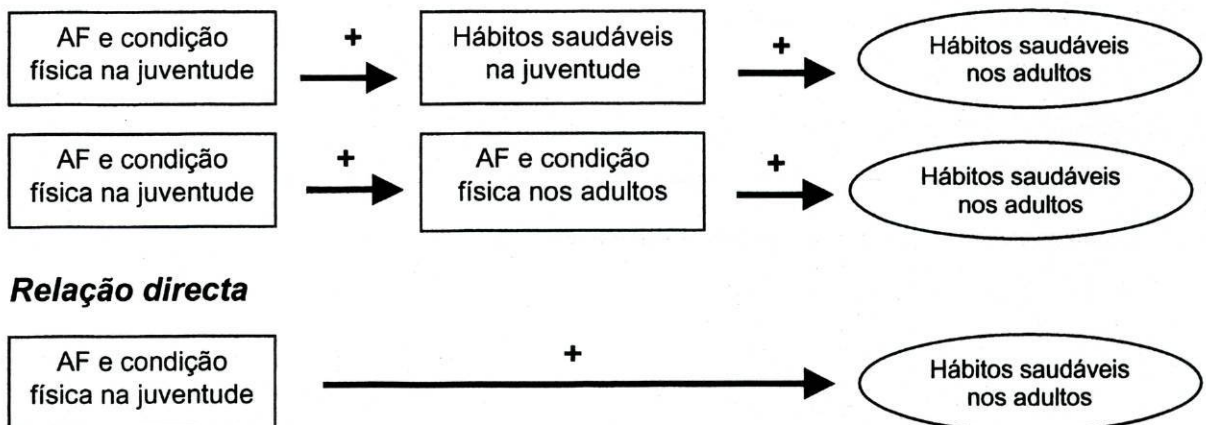 AF e condição
física na juventude
+
Hábitos saudáveis
na juventude
+
Hábitos saudáveis
nos adultos
AF e condição
física na juventude
+
AF e condição
física nos adultos
+
Hábitos saudáveis
nos adultos
Relação directa
AF e condição
física na juventude
+
Hábitos saudáveis
nos adultos